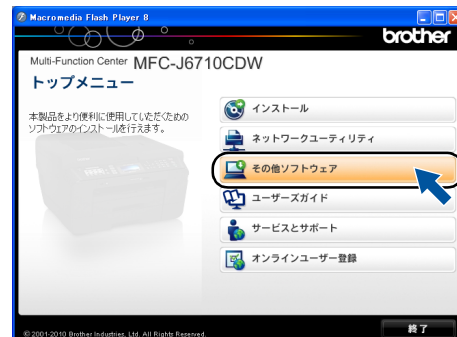 Macromedia Flash Player 8
brother
Multi-Function Center MFC-J6710CDW
トップメニュー
本製品をより便利に使用していただくための
ソフトウェアのインストールを行えます。
インストール
ネットワークユーティリティ
その他ソフトウェア
ユーザーズガイド
サービスとサポート
オンラインユーザー登録
© 2001-2010 Brother Industries, Ltd. All Rights Reserved.
終了